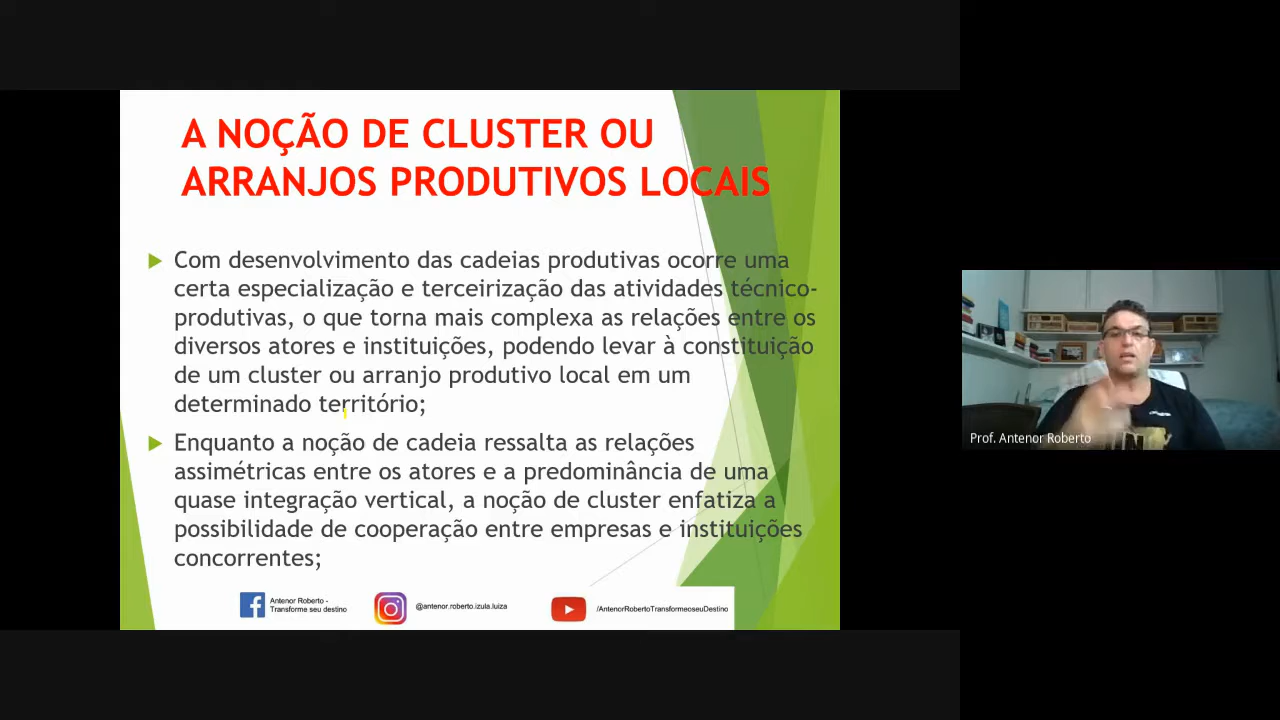 A NOÇÃO DE CLUSTER OU
ARRANJOS PRODUTIVOS LOCAIS
Com desenvolvimento das cadeias produtivas ocorre uma
certa especialização e terceirização das atividades técnico-
produtivas, o que torna mais complexa as relações entre os
diversos atores e instituições, podendo levar à constituição
de um cluster ou arranjo produtivo local em um
determinado território;
Enquanto a noção de cadeia ressalta as relações
assimétricas entre os atores e a predominância de uma
quase integração vertical, a noção de cluster enfatiza a
possibilidade de cooperação entre empresas e instituições
concorrentes;
Antenor Roberto -
Transforme seu destino
@antenor.roberto.izula.luiza
/AntenorRobertoTransformeoseuDestino
Prof. Antenor Roberto